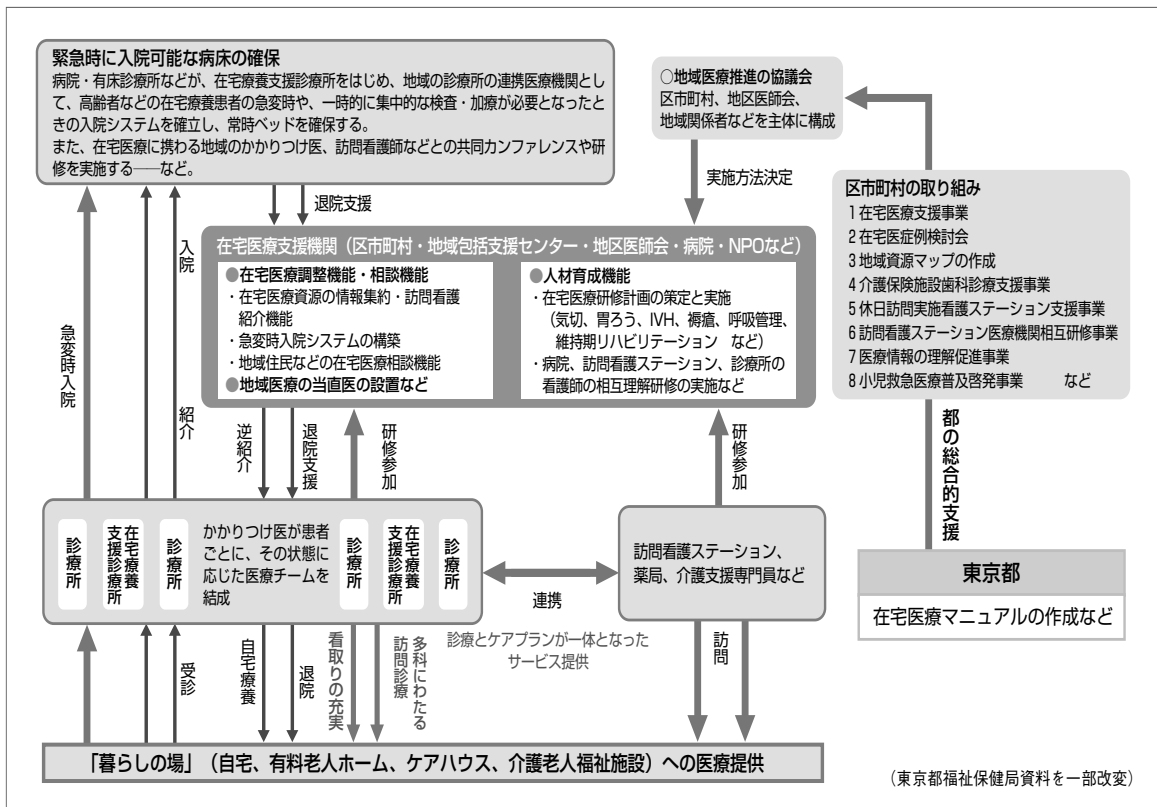 緊急時に入院可能な病床の確保
病院・有床診療所などが、在宅療養支援診療所をはじめ、地域の診療所の連携医療機関とし
て、高齢者などの在宅療養患者の急変時や、一時的に集中的な検査・加療が必要となったと
きの入院システムを確立し、常時ベッドを確保する。
また、在宅医療に携わる地域のかかりつけ医、訪問看護師などとの共同カンファレンスや研
修を実施する──など。
○地域医療推進の協議会
区市町村、地区医師会、
地域関係者などを主体に構成
実施方法決定
区市町村の取り組み
1 在宅医療支援事業
2 在宅医症例検討会
3 地域資源マップの作成
4 介護保険施設歯科診療支援事業
5 休日訪問実施看護ステーション支援事業
6 訪問看護ステーション医療機関相互研修事業
7 医療情報の理解促進事業
8 小児救急医療普及啓発事業 など
都の総合的支援
東京都
在宅医療マニュアルの作成など
急変時入院
紹介
入院
退院支援
在宅医療支援機関（区市町村・地域包括支援センター・地区医師会・病院・NPOなど）
●在宅医療調整機能・相談機能
・在宅医療資源の情報集約・訪問看護
紹介機能
・急変時入院システムの構築
・地域住民などの在宅医療相談機能
●地域医療の当直医の設置など
●人材育成機能
・在宅医療研修計画の策定と実施
（気切、胃ろう、IVH、褥瘡、呼吸管理、
維持期リハビリテーション など）
・病院、訪問看護ステーション、診療所の
看護師の相互理解研修の実施など
逆紹介
退院支援
研修参加
研修参加
診療所
在宅療養
支援診療所
診療所
かかりつけ医が患者
ごとに、その状態に
応じた医療チームを
結成
診療所
在宅療養
支援診療所
診療所
連携
訪問看護ステーション、
薬局、介護支援専門員など
診療とケアプランが一体となった
サービス提供
受診
自宅療養
退院
看取りの充実
多科にわたる
訪問診療
訪問
「暮らしの場」（自宅、有料老人ホーム、ケアハウス、介護老人福祉施設）への医療提供
（東京都福祉保健局資料を一部改変）